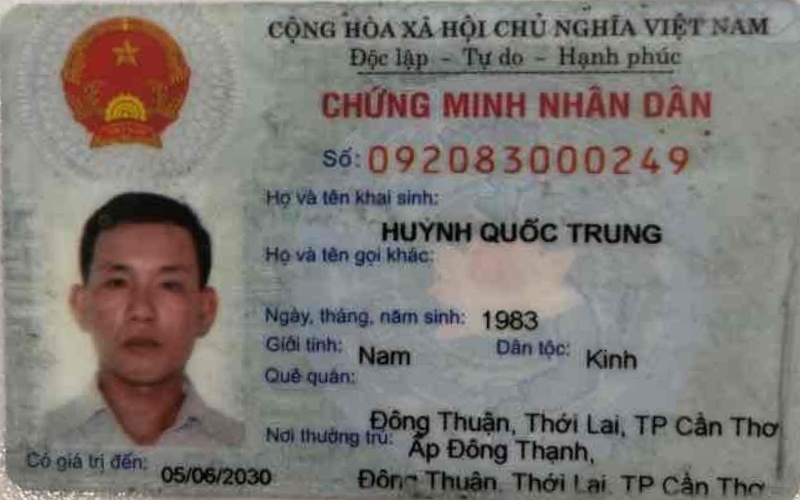 CỘNG HÒA XÃ HỘI CHỦ NGHĨA VIỆT NAM
Độc lập - Tự do - Hạnh phúc
CHỨNG MINH NHÂN DÂN
Số: 092083000249
Họ và tên khai sinh:
HUỲNH QUỐC TRUNG
Họ và tên gọi khác:
Ngày, tháng, năm sinh: 1983
Giới tính: Nam Dân tộc: Kinh
Quê quán:
Đông Thuận, Thới Lai, TP Cần Thơ
Nơi thường trú: Ấp Đông Thạnh,
Đông Thuận, Thới Lai, TP Cần Thơ
Có giá trị đến: 05/06/2030